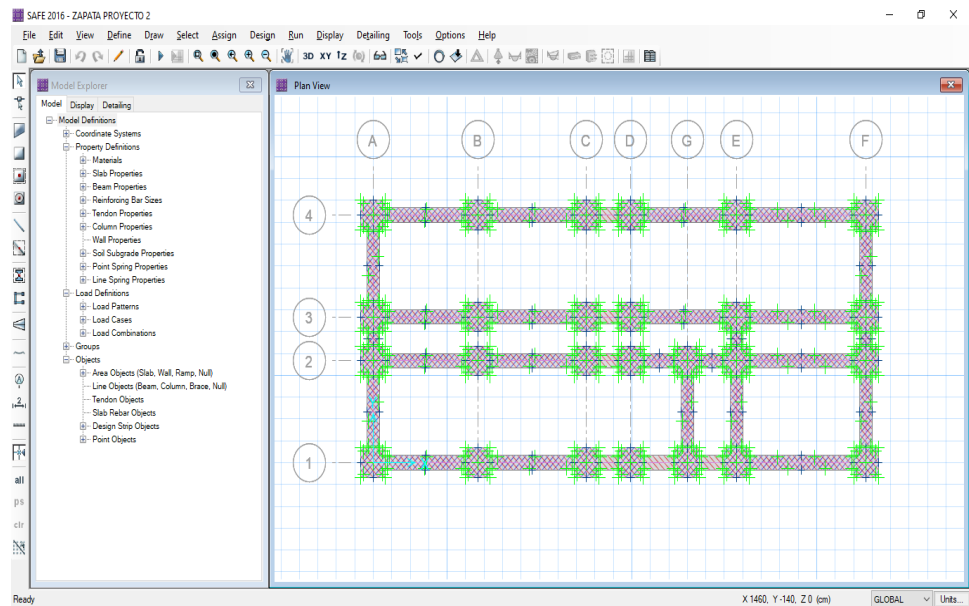 SAFE 2016 - ZAPATA PROYECTO 2
File Edit View Define Draw Select Assign Design Run Display Detailing Tools Options Help
3D XY
Model Explorer
Model Display Detailing
Model Definitions
Coordinate Systems
Property Definitions
Materials
Slab Properties
Beam Properties
Reinforcing Bar Sizes
Tendon Properties
Column Properties
Wall Properties
Soil Subgrade Properties
Point Spring Properties
Line Spring Properties
Load Definitions
Load Patterns
Load Cases
Load Combinations
Groups
Objects
Area Objects (Slab, Wall, Ramp, Null)
Line Objects (Beam, Column, Brace, Null)
Tendon Objects
Slab Rebar Objects
Design Strip Objects
Point Objects
all
ps
clr
Plan View
A B C D G E F
4
3
2
1
Ready
X 1460, Y -140, Z 0 (cm)
GLOBAL
Units...